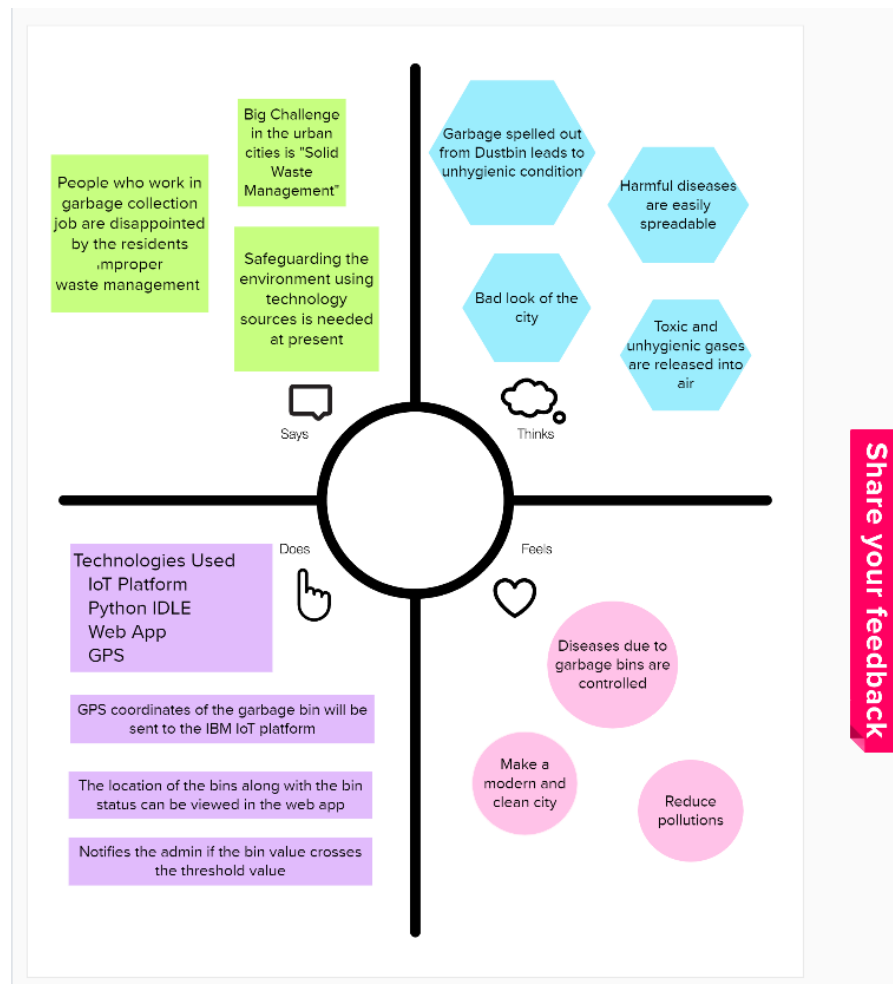 Big Challenge
in the urban
cities is "Solid
Waste
Management"
People who work in
garbage collection
job are disappointed
by the residents
improper
waste management
Safeguarding the
environment using
technology
sources is needed
at present
Says
Garbage spelled out
from Dustbin leads to
unhygienic condition
Harmful diseases
are easily
spreadable
Bad look of the
city
Toxic and
unhygienic gases
are released into
air
Thinks
Does
Technologies Used
IoT Platform
Python IDLE
Web App
GPS
GPS coordinates of the garbage bin will be
sent to the IBM IoT platform
The location of the bins along with the bin
status can be viewed in the web app
Notifies the admin if the bin value crosses
the threshold value
Feels
Diseases due to
garbage bins are
controlled
Make a
modern and
clean city
Reduce
pollutions
Share your feedback